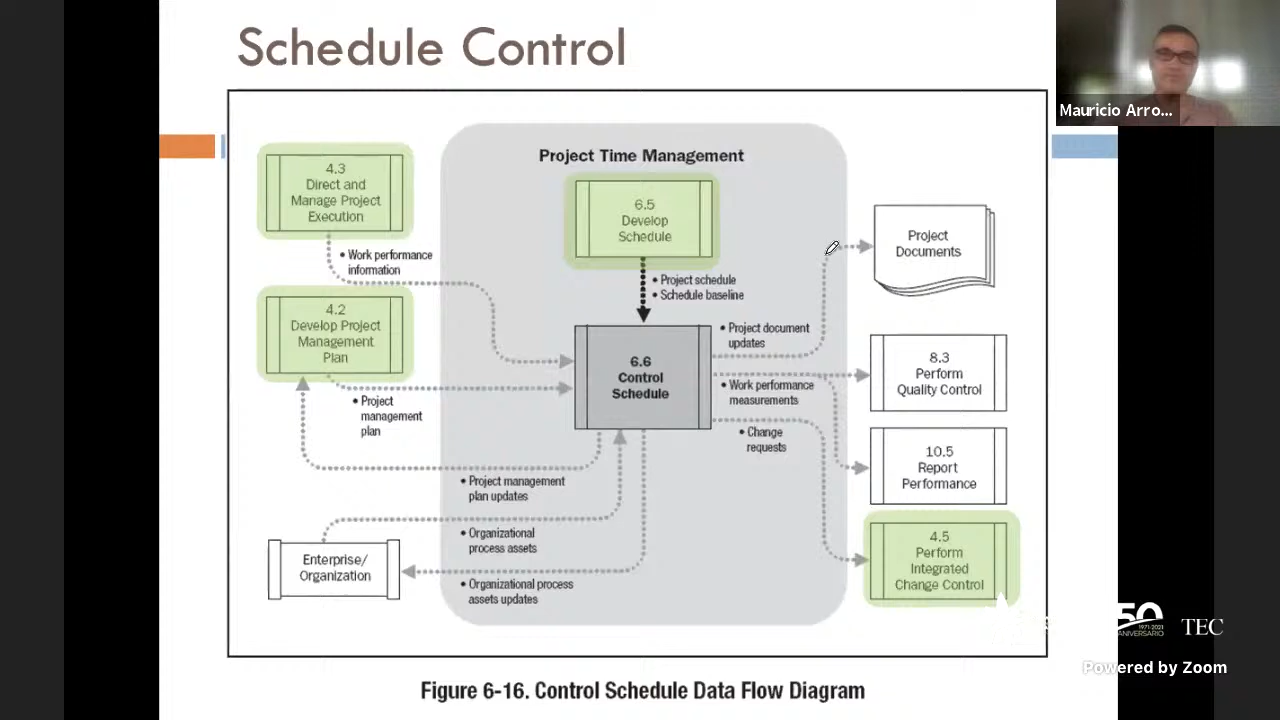 Schedule Control
Mauricio Arro...
Project Time Management
4.3
Direct and
Manage Project
Execution
6.5
Develop
Schedule
Project
Documents
• Work performance
information
• Project schedule
• Schedule baseline
4.2
Develop Project
Management
Plan
• Project document
updates
6.6
Control
Schedule
8.3
Perform
Quality Control
• Work performance
measurements
• Project
management
plan
• Change
requests
10.5
Report
Performance
• Project management
plan updates
• Organizational
process assets
4.5
Perform
Integrated
Change Control
Enterprise/
Organization
• Organizational process
assets updates
50
1971-2021
ANIVERSARIO
TEC
Powered by Zoom
Figure 6-16. Control Schedule Data Flow Diagram